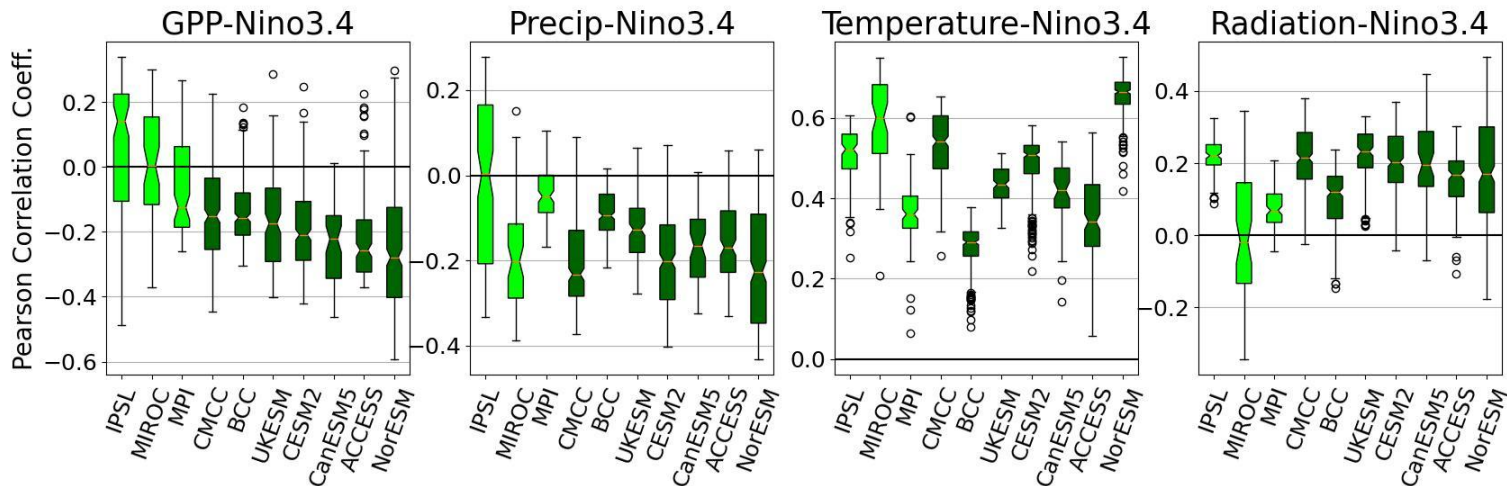 GPP-Nino3.4
Precip-Nino3.4
Temperature-Nino3.4
Radiation-Nino3.4
Pearson Correlation Coeff.
0.2
0.0
−0.2
−0.4
−0.6
IPSL
MIROC
MPI
CMCC
BCC
UKESM
CESM2
CanESM5
ACCESS
NorESM
0.2
0.0
−0.2
−0.4
IPSL
MIROC
MPI
CMCC
BCC
UKESM
CESM2
CanESM5
ACCESS
NorESM
0.6
0.4
0.2
0.0
IPSL
MIROC
MPI
CMCC
BCC
UKESM
CESM2
CanESM5
ACCESS
NorESM
0.4
0.2
0.0
−0.2
IPSL
MIROC
MPI
CMCC
BCC
UKESM
CESM2
CanESM5
ACCESS
NorESM